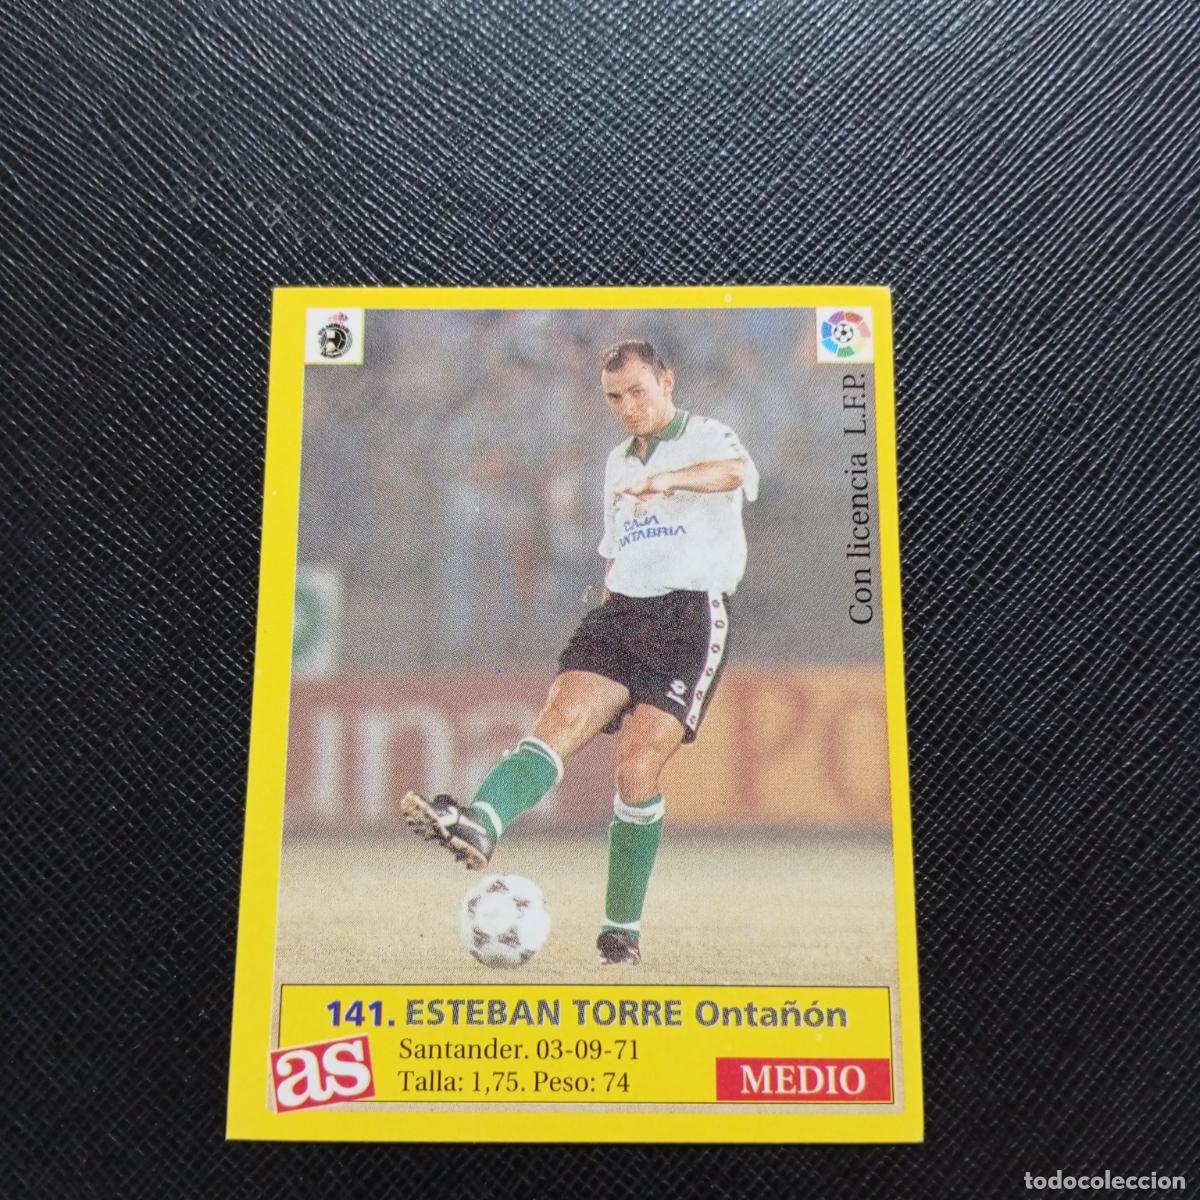 Con licencia L.F.P.
CAJA
CANTABRIA
PO
141. ESTEBAN TORRE Ontañón
as
Santander. 03-09-71
Talla: 1,75. Peso: 74
MEDIO
todocoleccion